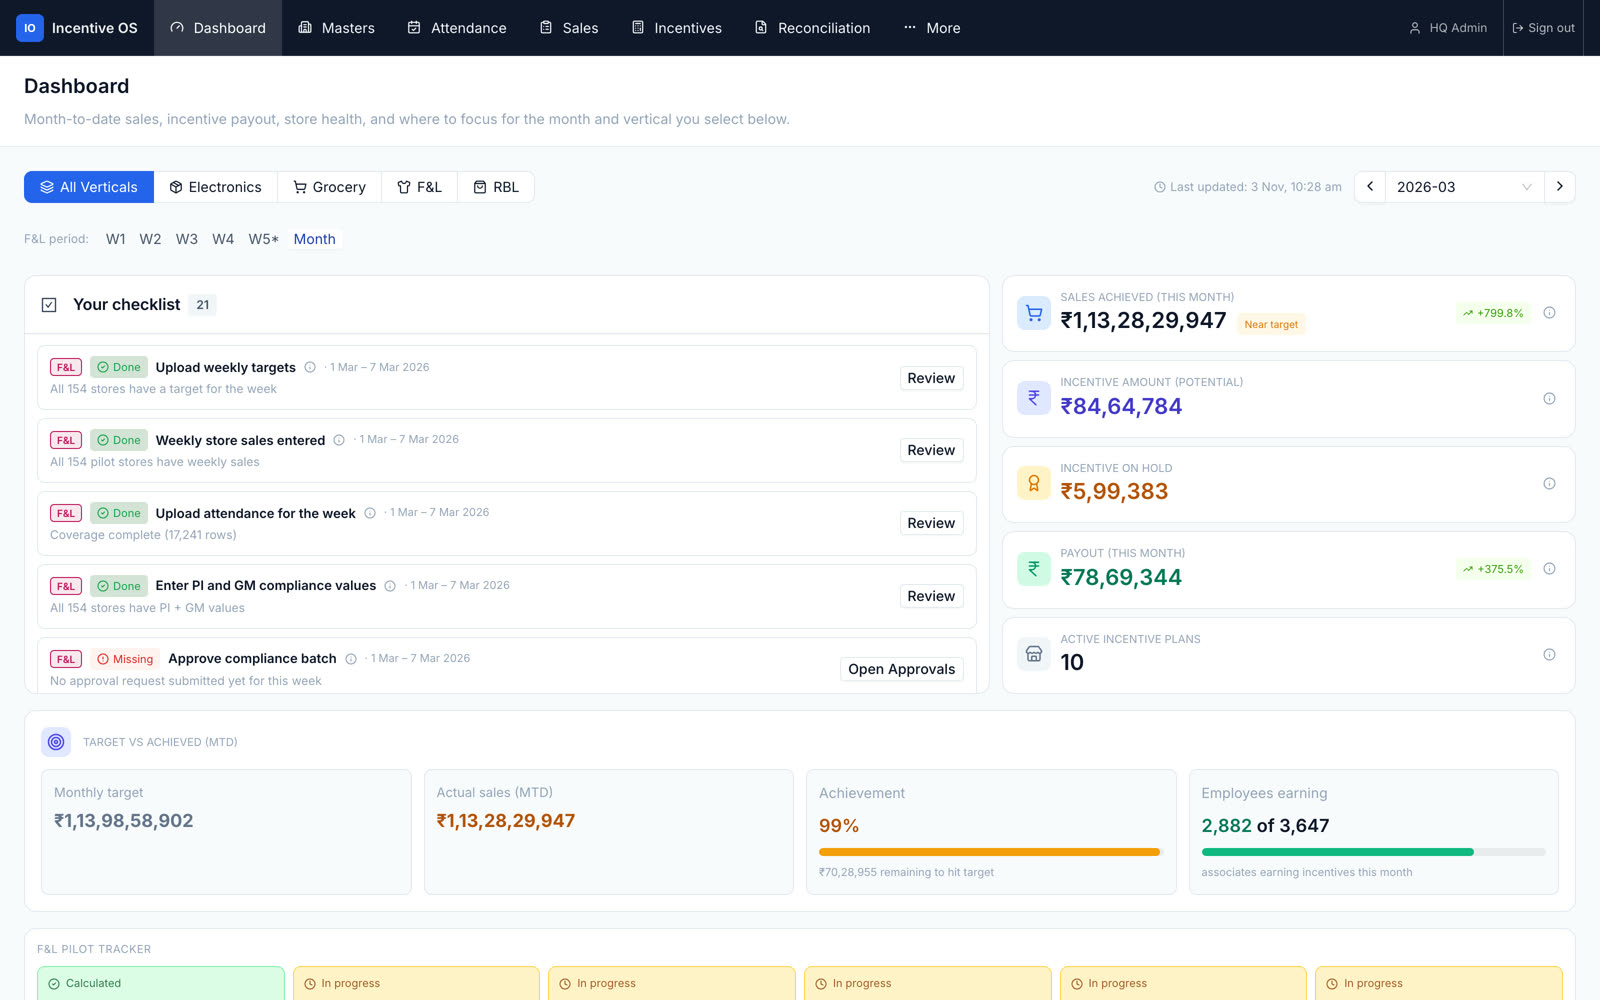 IO Incentive OS Dashboard Masters Attendance Sales Incentives Reconciliation More HQ Admin Sign out
Dashboard
Month-to-date sales, incentive payout, store health, and where to focus for the month and vertical you select below.
All Verticals Electronics Grocery F&L RBL
Last updated: 3 Nov, 10:28 am 2026-03
F&L period: W1 W2 W3 W4 W5* Month
Your checklist 21
F&L Done Upload weekly targets · 1 Mar – 7 Mar 2026
All 154 stores have a target for the week
Review
F&L Done Weekly store sales entered · 1 Mar – 7 Mar 2026
All 154 pilot stores have weekly sales
Review
F&L Done Upload attendance for the week · 1 Mar – 7 Mar 2026
Coverage complete (17,241 rows)
Review
F&L Done Enter PI and GM compliance values · 1 Mar – 7 Mar 2026
All 154 stores have PI + GM values
Review
F&L Missing Approve compliance batch · 1 Mar – 7 Mar 2026
No approval request submitted yet for this week
Open Approvals
SALES ACHIEVED (THIS MONTH)
₹1,13,28,29,947 Near target
+799.8%
INCENTIVE AMOUNT (POTENTIAL)
₹84,64,784
INCENTIVE ON HOLD
₹5,99,383
PAYOUT (THIS MONTH)
₹78,69,344
+375.5%
ACTIVE INCENTIVE PLANS
10
TARGET VS ACHIEVED (MTD)
Monthly target
₹1,13,98,58,902
Actual sales (MTD)
₹1,13,28,29,947
Achievement
99%
₹70,28,955 remaining to hit target
Employees earning
2,882 of 3,647
associates earning incentives this month
F&L PILOT TRACKER
Calculated In progress In progress In progress In progress In progress